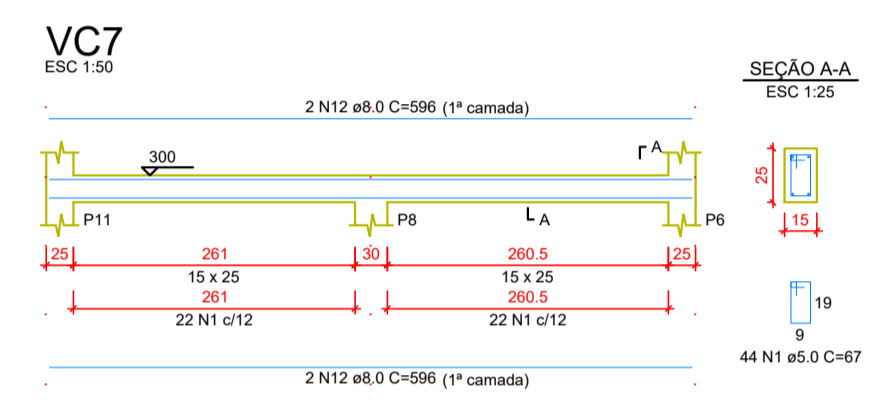 VC7
ESC 1:50
SEÇÃO A-A
ESC 1:25
2 N12 ø8.0 C=596 (1ª camada)
300
A
P11
P8
A
P6
25
15
25
261
30
260.5
25
15 x 25
15 x 25
261
260.5
22 N1 c/12
22 N1 c/12
19
9
44 N1 ø5.0 C=67
2 N12 ø8.0 C=596 (1ª camada)